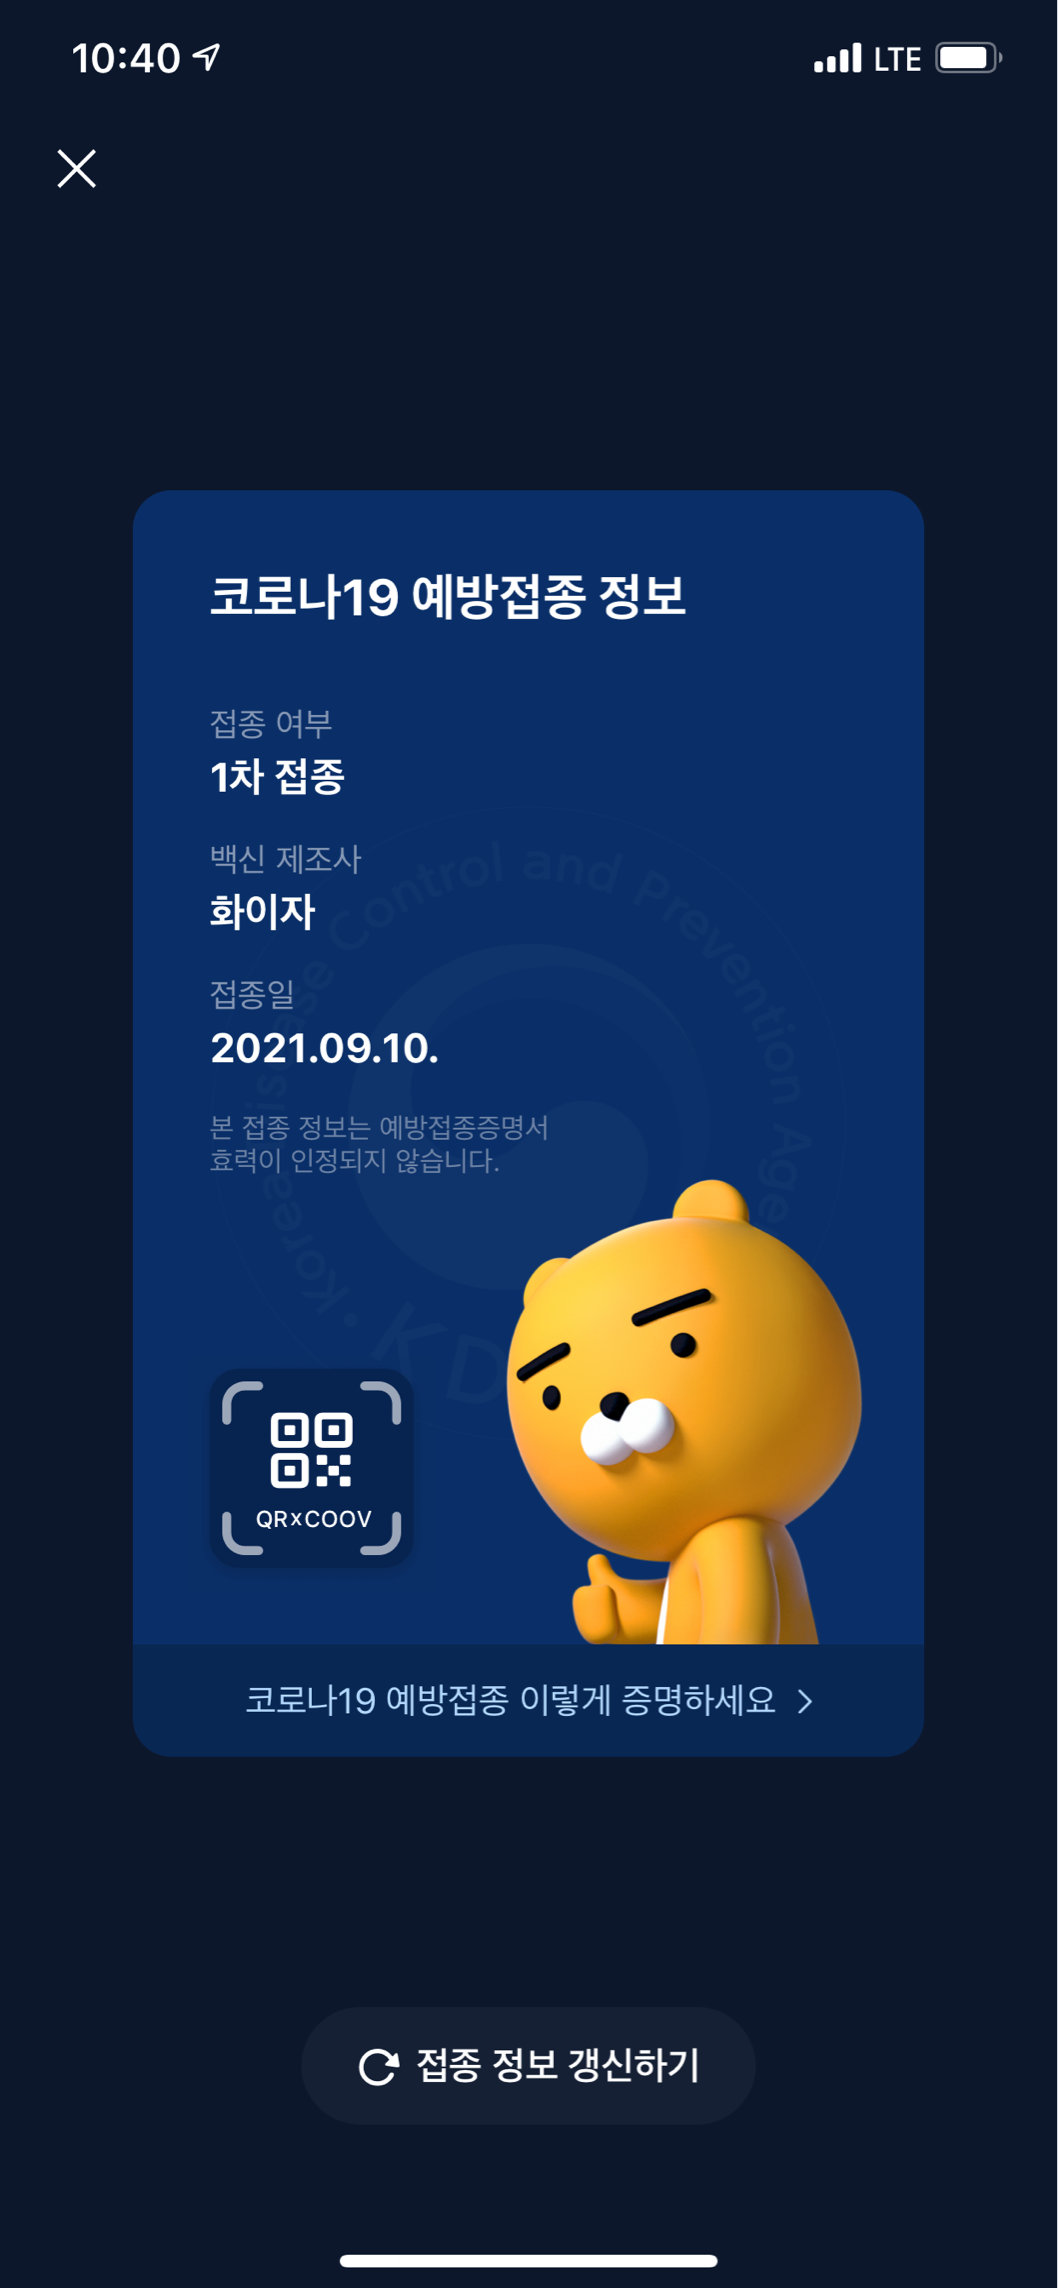 10:40
LTE
코로나19 예방접종 정보
접종 여부
1차 접종
백신 제조사
화이자
접종일
2021.09.10.
본 접종 정보는 예방접종증명서
효력이 인정되지 않습니다.
Korea Disease Control and Prevention Age
KD
QR×COOV
코로나19 예방접종 이렇게 증명하세요
접종 정보 갱신하기